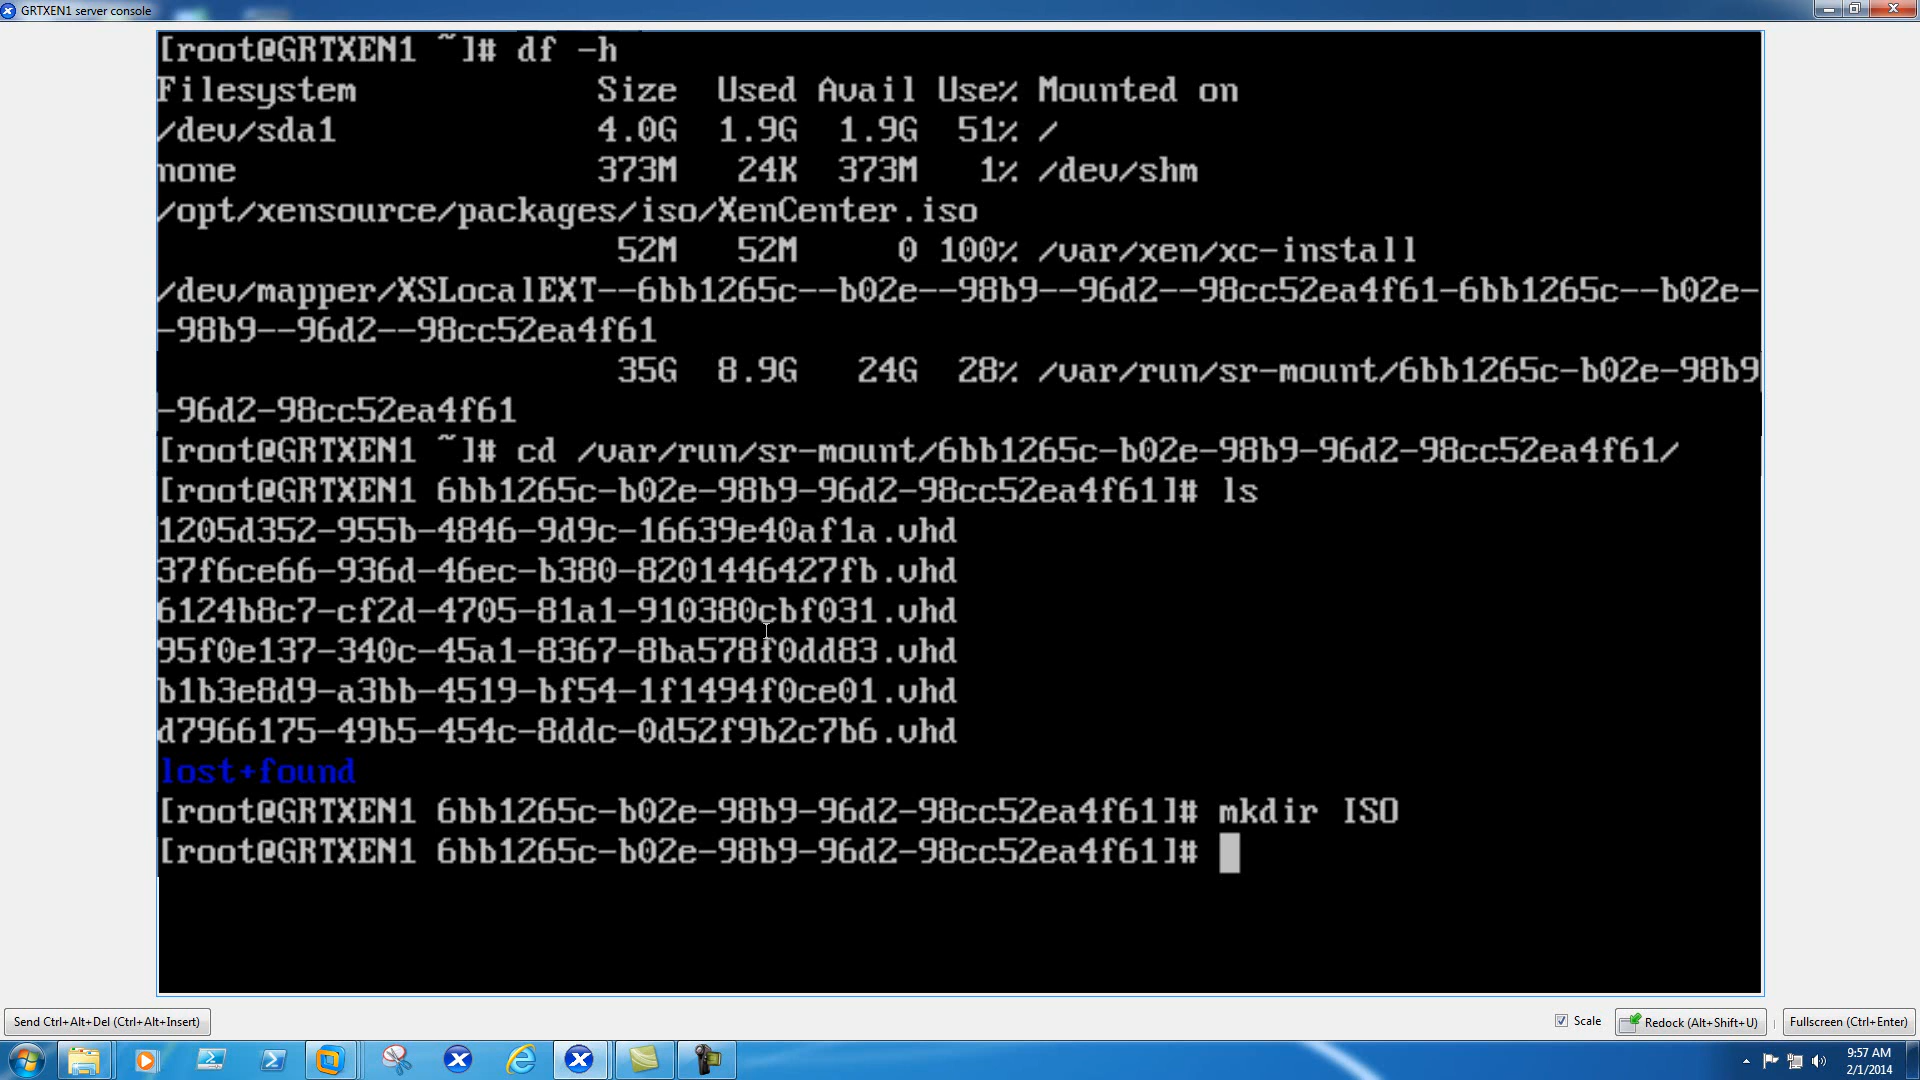 GRTXEN1 server console
[root@GRTXEN1 ~]# df -h
Filesystem Size Used Avail Use% Mounted on
/dev/sda1 4.0G 1.9G 1.9G 51% /
none 373M 24K 373M 1% /dev/shm
/opt/xensource/packages/iso/XenCenter.iso
52M 52M 0 100% /var/xen/xc-install
/dev/mapper/XSLocalEXT--6bb1265c--b02e--98b9--96d2--98cc52ea4f61-6bb1265c--b02e-
-98b9--96d2--98cc52ea4f61
35G 8.9G 24G 28% /var/run/sr-mount/6bb1265c-b02e-98b9
-96d2-98cc52ea4f61
[root@GRTXEN1 ~]# cd /var/run/sr-mount/6bb1265c-b02e-98b9-96d2-98cc52ea4f61/
[root@GRTXEN1 6bb1265c-b02e-98b9-96d2-98cc52ea4f61]# ls
1205d352-955b-4846-9d9c-16639e40af1a.vhd
37f6ce66-936d-46ec-b380-8201446427fb.vhd
6124b8c7-cf2d-4705-81a1-910380cbf031.vhd
95f0e137-340c-45a1-8367-8ba578f0dd83.vhd
b1b3e8d9-a3bb-4519-bf54-1f1494f0ce01.vhd
d7966175-49b5-454c-8ddc-0d52f9b2c7b6.vhd
lost+found
[root@GRTXEN1 6bb1265c-b02e-98b9-96d2-98cc52ea4f61]# mkdir ISO
[root@GRTXEN1 6bb1265c-b02e-98b9-96d2-98cc52ea4f61]#
Send Ctrl+Alt+Del (Ctrl+Alt+Insert) Scale Redock (Alt+Shift+U) Fullscreen (Ctrl+Enter)
9:57 AM
2/1/2014